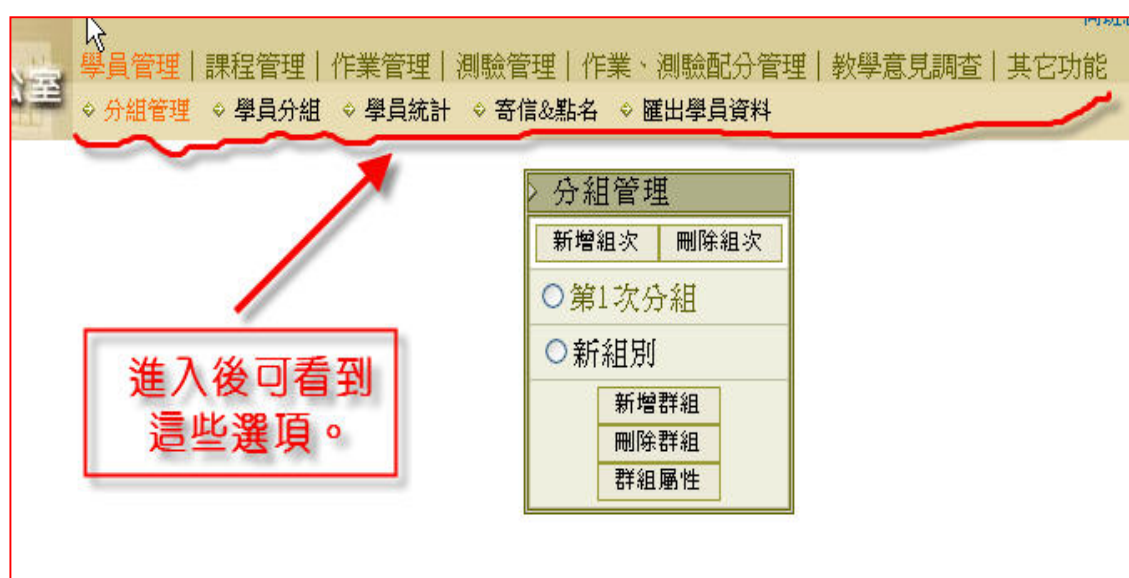 學員管理│課程管理│作業管理│測驗管理│作業、測驗配分管理│教學意見調查│其它功能
公室
分組管理 學員分組 學員統計 寄信&點名 匯出學員資料
分組管理
新增組次 刪除組次
第1次分組
新組別
新增群組
刪除群組
群組屬性
進入後可看到
這些選項。